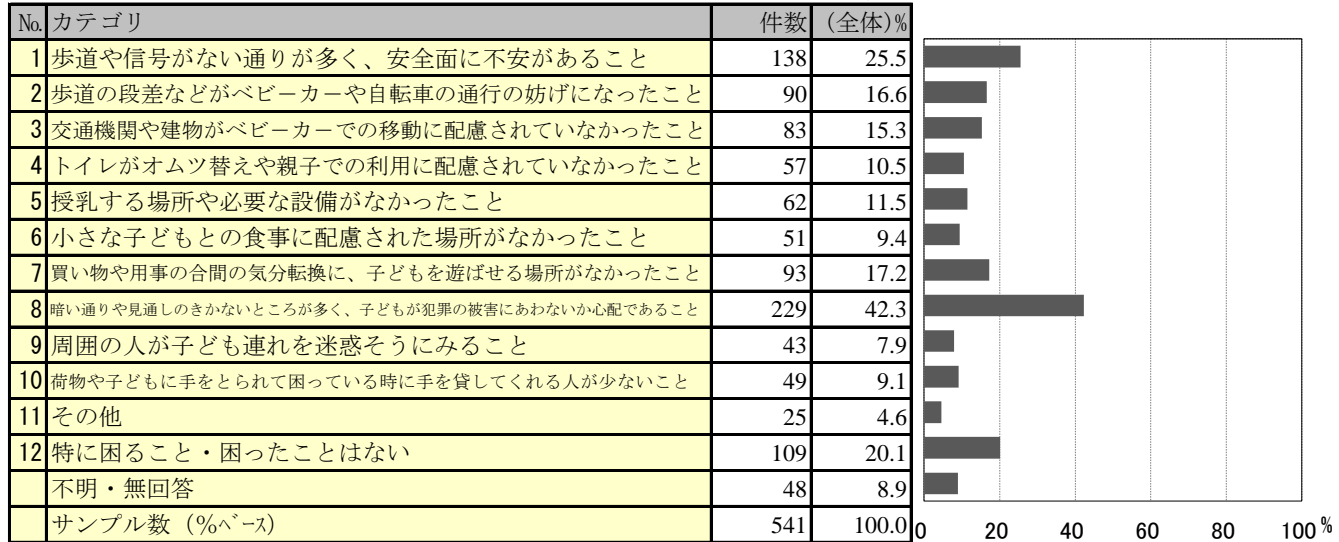 № カテゴリ 件数 (全体)%
1 歩道や信号がない通りが多く、安全面に不安があること 138 25.5
2 歩道の段差などがベビーカーや自転車の通行の妨げになったこと 90 16.6
3 交通機関や建物がベビーカーでの移動に配慮されていなかったこと 83 15.3
4 トイレがオムツ替えや親子での利用に配慮されていなかったこと 57 10.5
5 授乳する場所や必要な設備がなかったこと 62 11.5
6 小さな子どもとの食事に配慮された場所がなかったこと 51 9.4
7 買い物や用事の合間の気分転換に、子どもを遊ばせる場所がなかったこと 93 17.2
8 暗い通りや見通しのきかないところが多く、子どもが犯罪の被害にあわないか心配であること 229 42.3
9 周囲の人が子ども連れを迷惑そうにみること 43 7.9
10 荷物や子どもに手をとられて困っている時に手を貸してくれる人が少ないこと 49 9.1
11 その他 25 4.6
12 特に困ること・困ったことはない 109 20.1
不明・無回答 48 8.9
サンプル数(%ベース) 541 100.0
0 20 40 60 80 100 %